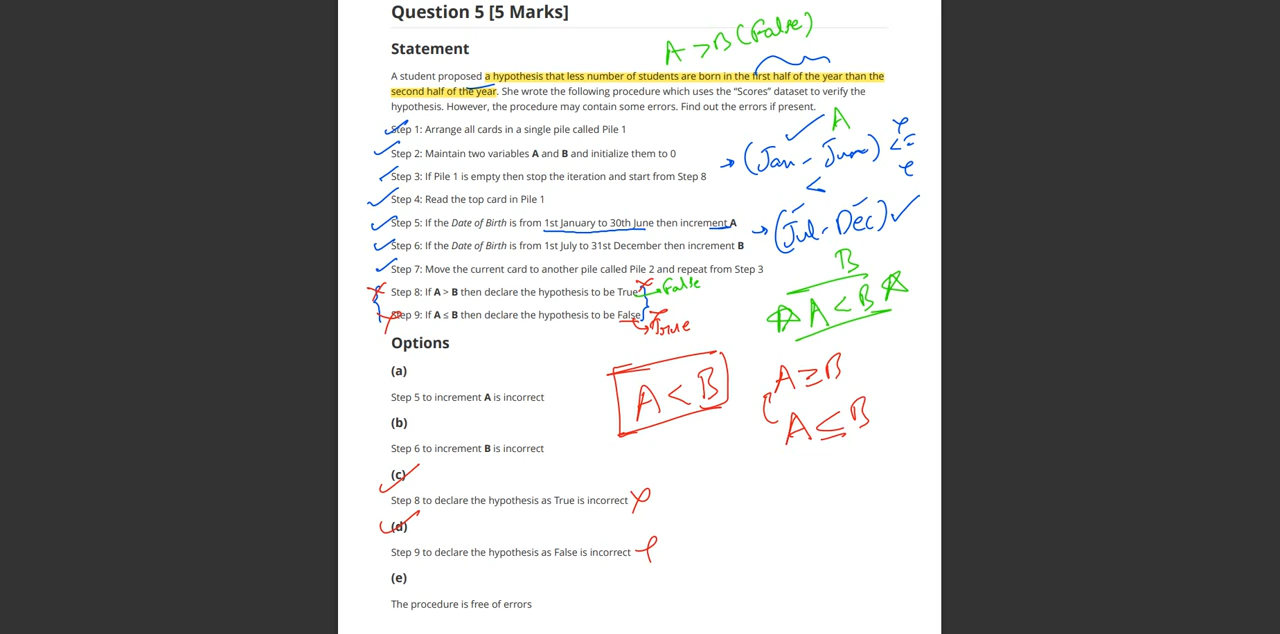 Question 5 [5 Marks]
A > B (False)
Statement
A student proposed a hypothesis that less number of students are born in the first half of the year than the
second half of the year. She wrote the following procedure which uses the “Scores” dataset to verify the
hypothesis. However, the procedure may contain some errors. Find out the errors if present.
Step 1: Arrange all cards in a single pile called Pile 1
A
Step 2: Maintain two variables A and B and initialize them to 0
→ (Jan - June)
<=
Step 3: If Pile 1 is empty then stop the iteration and start from Step 8
<
Step 4: Read the top card in Pile 1
Step 5: If the Date of Birth is from 1st January to 30th June then increment A
→ (Jul - Dec)
Step 6: If the Date of Birth is from 1st July to 31st December then increment B
Step 7: Move the current card to another pile called Pile 2 and repeat from Step 3
B
Step 8: If A > B then declare the hypothesis to be True
→ False
A < B
Step 9: If A ≤ B then declare the hypothesis to be False
→ True
Options
(a)
A < B
A ≥ B
Step 5 to increment A is incorrect
A ≤ B
(b)
Step 6 to increment B is incorrect
(c)
Step 8 to declare the hypothesis as True is incorrect
(d)
Step 9 to declare the hypothesis as False is incorrect
(e)
The procedure is free of errors